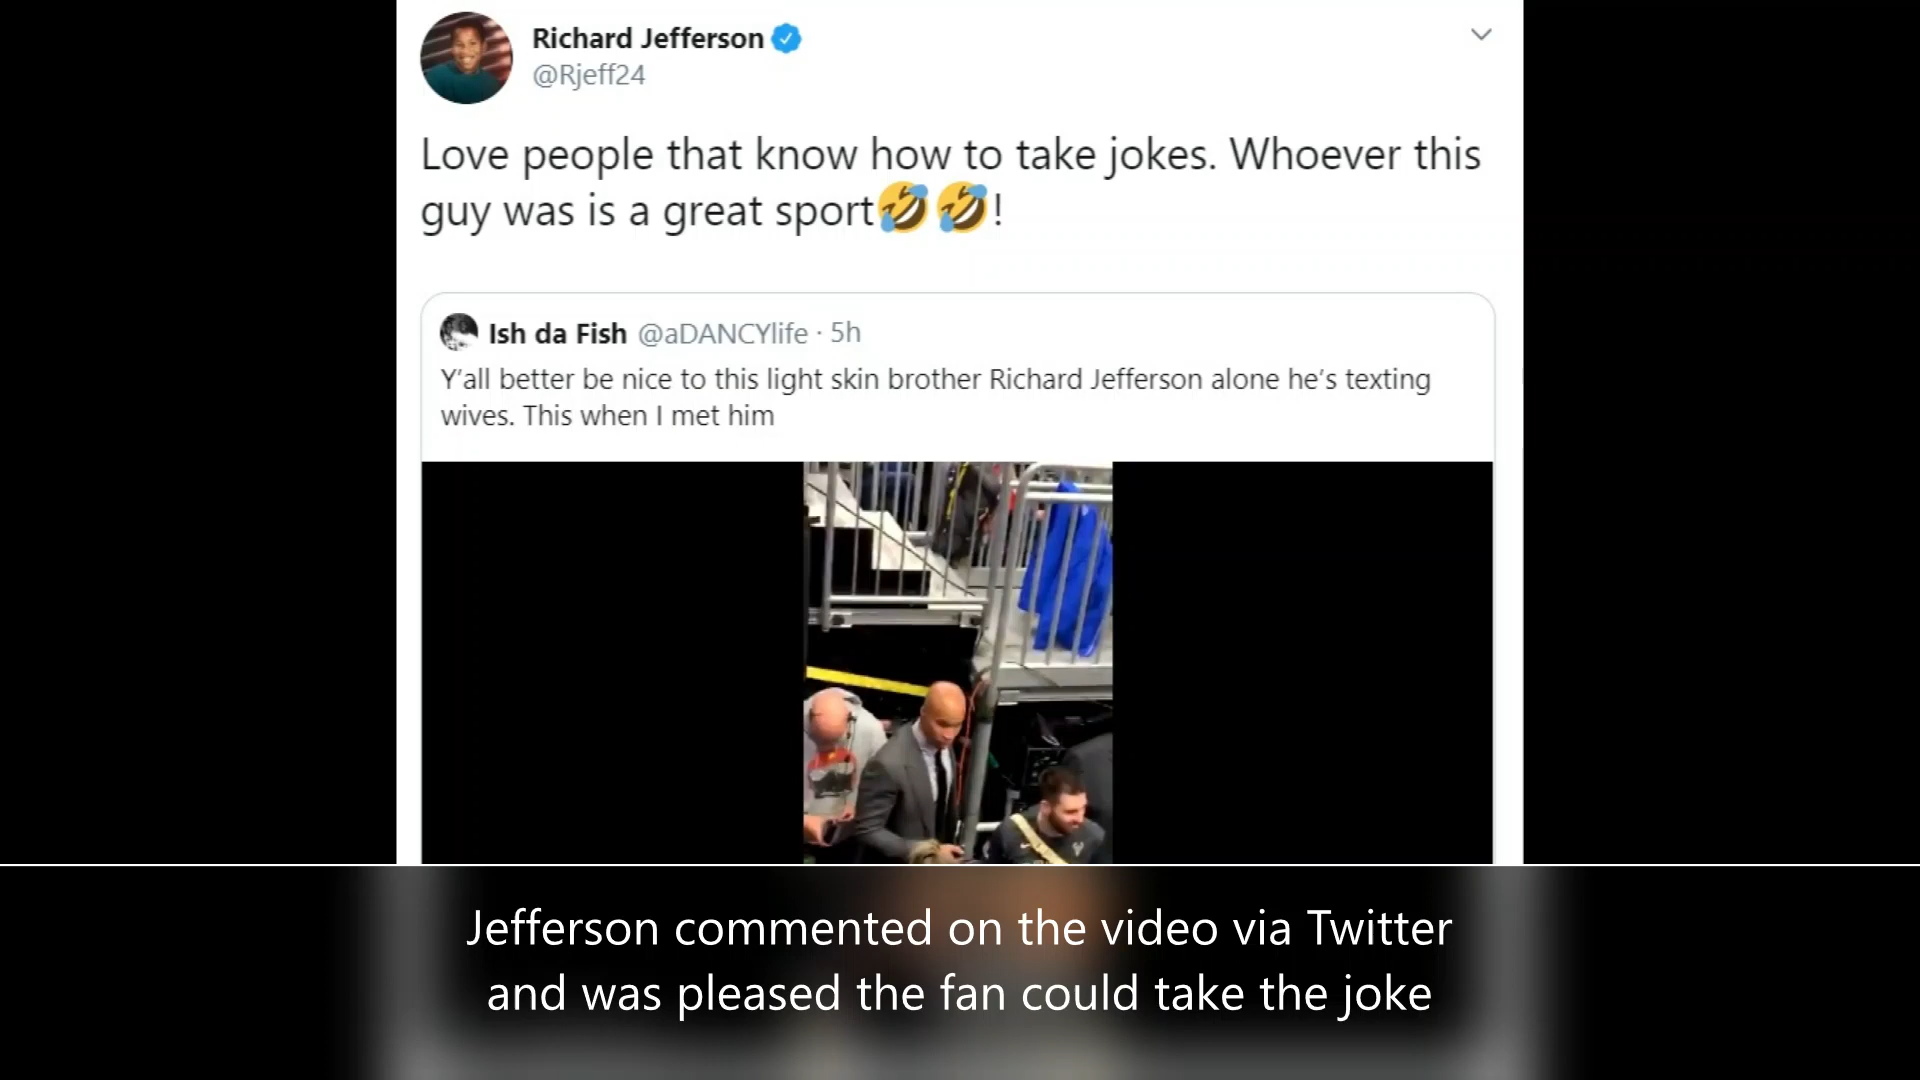 Richard Jefferson
@Rjeff24
Love people that know how to take jokes. Whoever this
guy was is a great sport🤣🤣!
Ish da Fish @aDANCYlife · 5h
Y'all better be nice to this light skin brother Richard Jefferson alone he's texting
wives. This when I met him
Jefferson commented on the video via Twitter
and was pleased the fan could take the joke